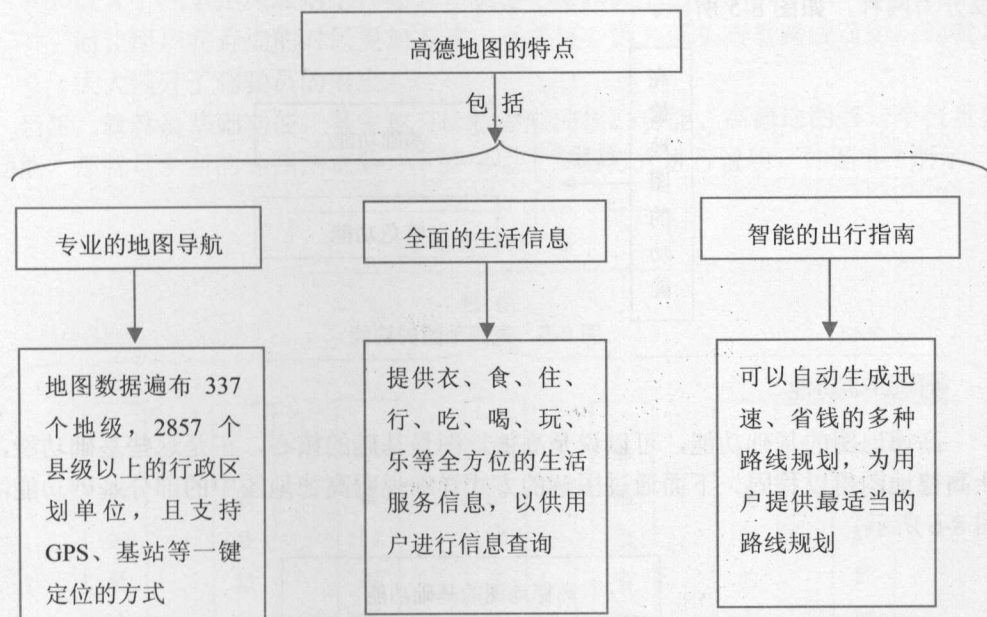 高德地图的特点
包 括
专业的地图导航
全面的生活信息
智能的出行指南
地图数据遍布 337
个地级，2857 个
县级以上的行政区
划单位，且支持
GPS、基站等一键
定位的方式
提供衣、食、住、
行、吃、喝、玩、
乐等全方位的生活
服务信息，以供用
户进行信息查询
可以自动生成迅
速、省钱的多种
路线规划，为用
户提供最适当的
路线规划